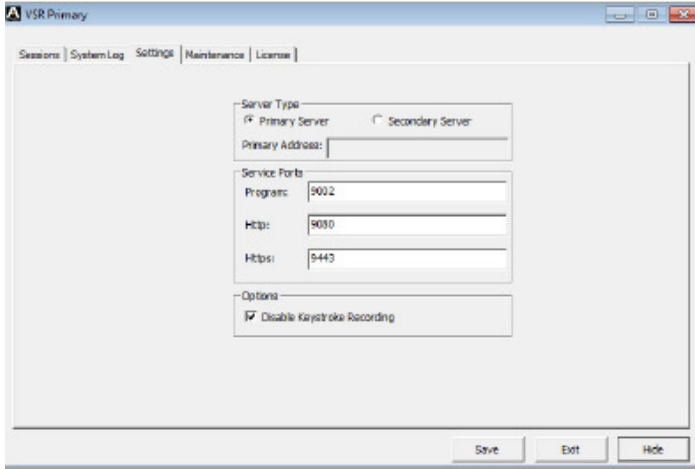 VSR Primary
Sessions System Log Settings Maintenance License
Server Type
Primary Server Secondary Server
Primary Address:
Service Ports
Program: 9002
Http: 9080
Https: 9443
Options
Disable Keystroke Recording
Save Exit Hide